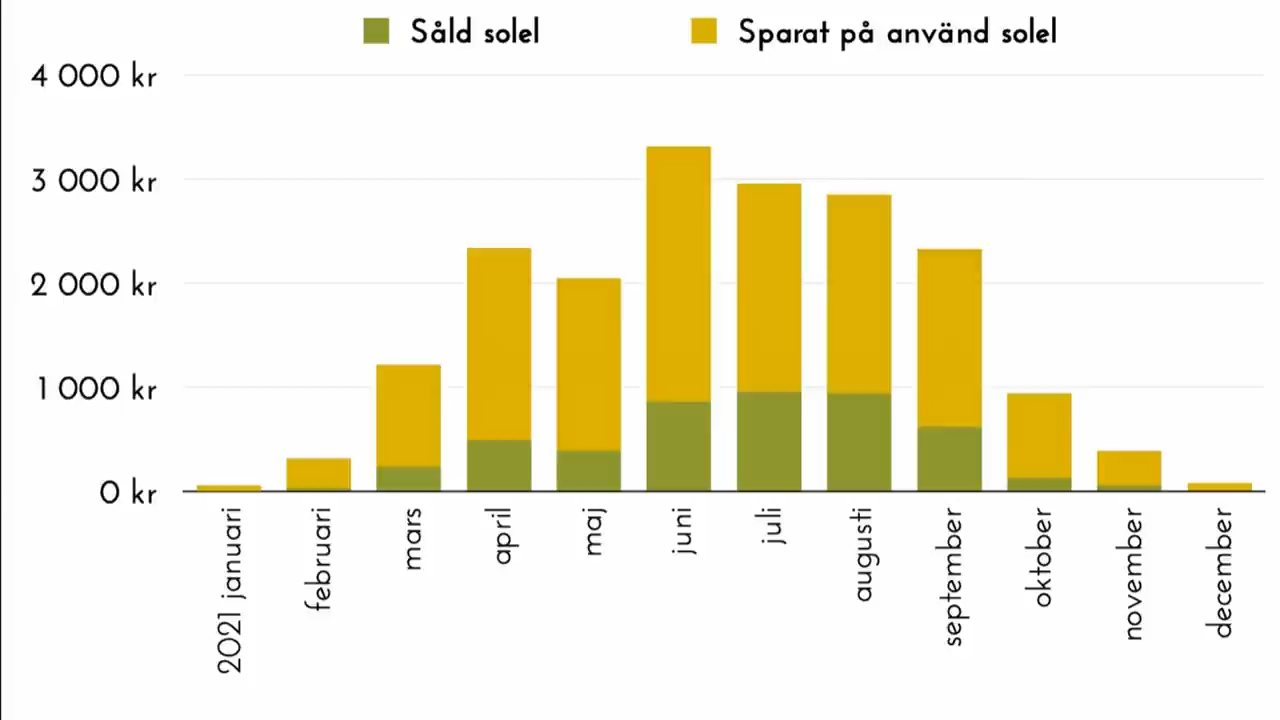 Såld solel
Sparat på använd solel
4 000 kr
3 000 kr
2 000 kr
1 000 kr
0 kr
2021 januari
februari
mars
april
maj
juni
juli
augusti
september
oktober
november
december